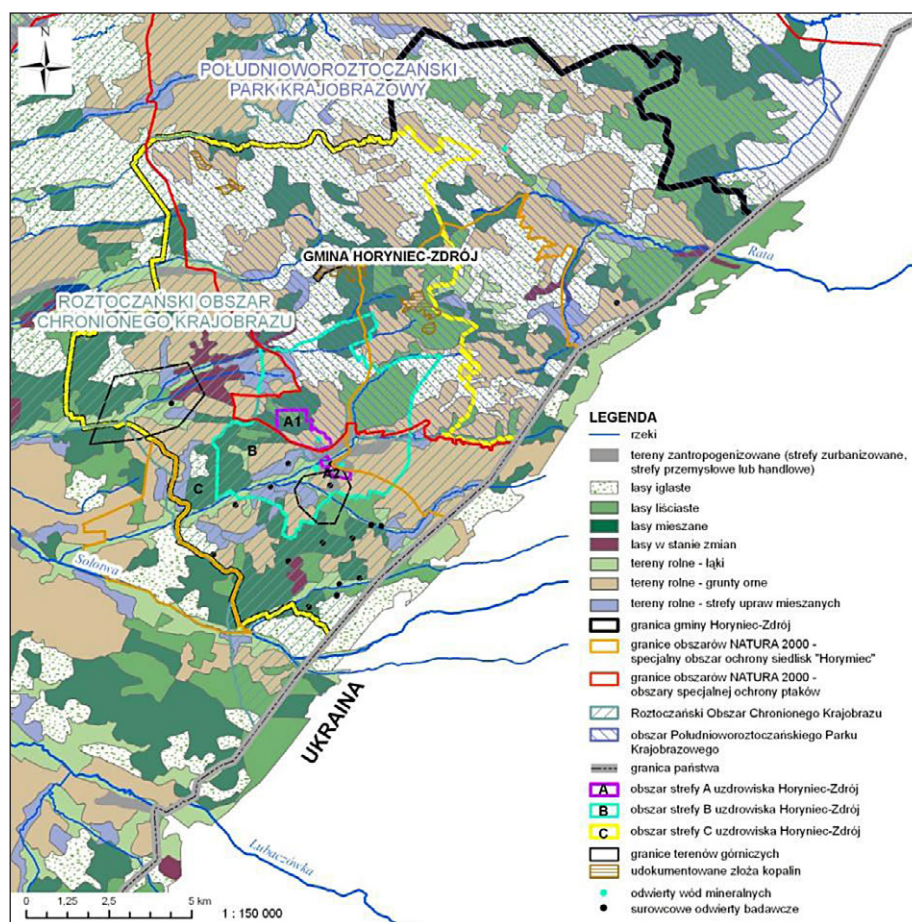 N
POŁUDNIOWOROZTOCZAŃSKI
PARK KRAJOBRAZOWY
GMINA HORYNIEC-ZDRÓJ
Rata
ROZTOCZAŃSKI OBSZAR
CHRONIONEGO KRAJOBRAZU
A1
B
A2
C
Sołotwa
UKRAINA
Lubaczówka
LEGENDA
rzeki
tereny zantropogenizowane (strefy zurbanizowane,
strefy przemysłowe lub handlowe)
lasy iglaste
lasy liściaste
lasy mieszane
lasy w stanie zmian
tereny rolne - łąki
tereny rolne - grunty orne
tereny rolne - strefy upraw mieszanych
granica gminy Horyniec-Zdrój
granice obszarów NATURA 2000 -
specjalny obszar ochrony siedlisk "Horymiec"
granice obszarów NATURA 2000 -
obszary specjalnej ochrony ptaków
Roztoczański Obszar Chronionego Krajobrazu
obszar Południoworoztoczańskiego Parku
Krajobrazowego
granica państwa
A obszar strefy A uzdrowiska Horyniec-Zdrój
B obszar strefy B uzdrowiska Horyniec-Zdrój
C obszar strefy C uzdrowiska Horyniec-Zdrój
granice terenów górniczych
udokumentowane złoża kopalin
odwierty wód mineralnych
surowcowe odwierty badawcze
0 1,25 2,5 5 km
1 : 150 000